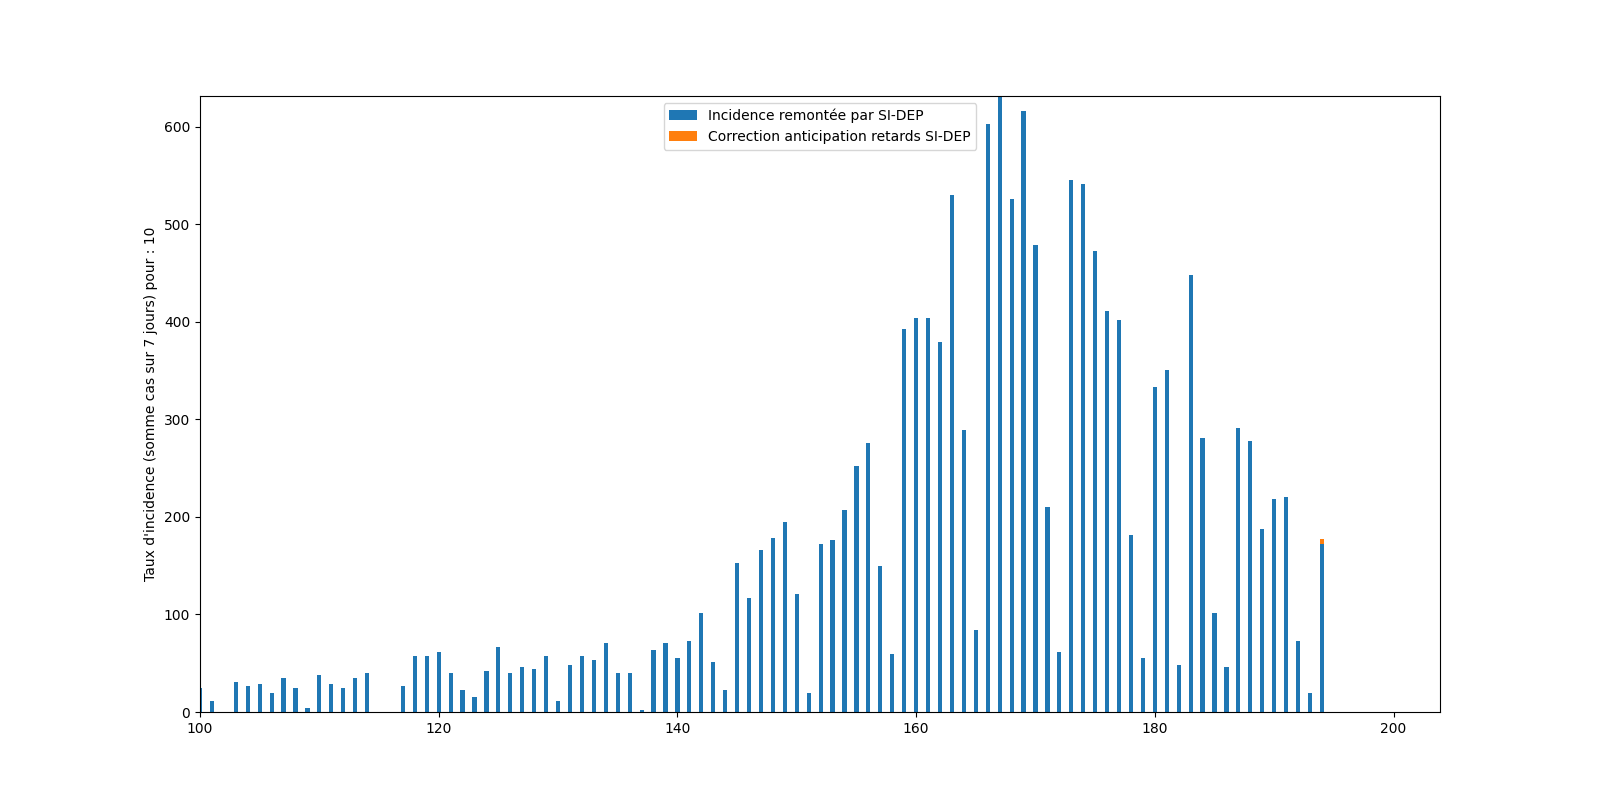 Incidence remontée par SI-DEP
Correction anticipation retards SI-DEP
Taux d'incidence (somme cas sur 7 jours) pour : 10
600
500
400
300
200
100
0
100 120 140 160 180 200